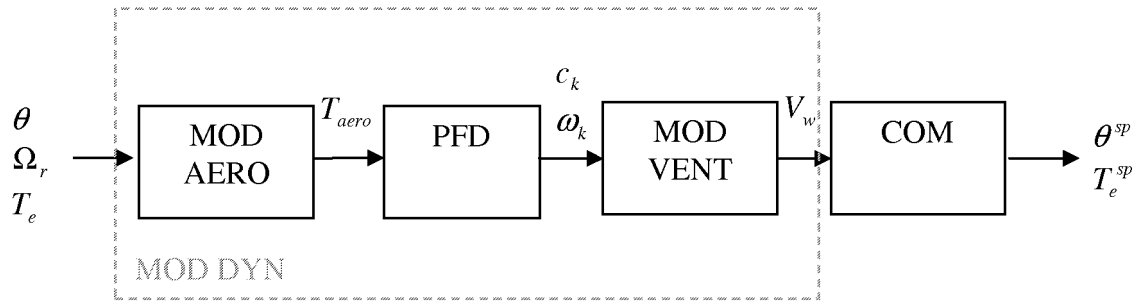 θ
Ω_r
T_e
MOD
AERO
T_aero
PFD
c_k
ω_k
MOD
VENT
V_w
COM
θ^sp
T_e^sp
MOD DYN